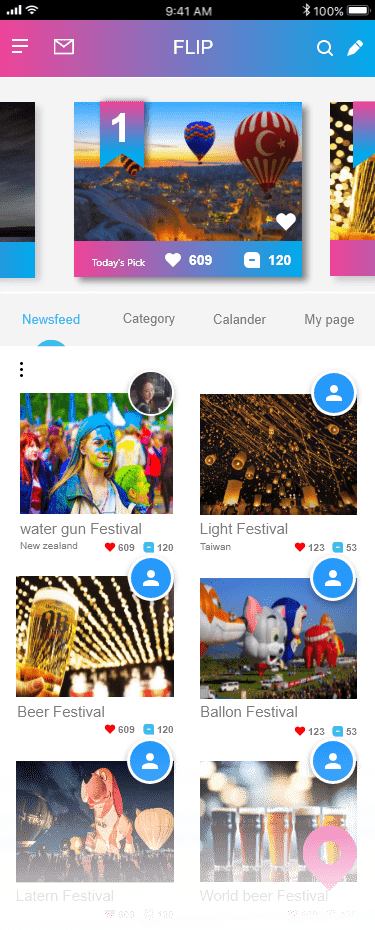 9:41 AM 100%
FLIP
1
Today's Pick 609 120
Newsfeed Category Calander My page
water gun Festival
New zealand 609 120
Light Festival
Taiwan 123 53
Beer Festival
609 120
Ballon Festival
123 53
Latern Festival
609 120
World beer Festival
609 120